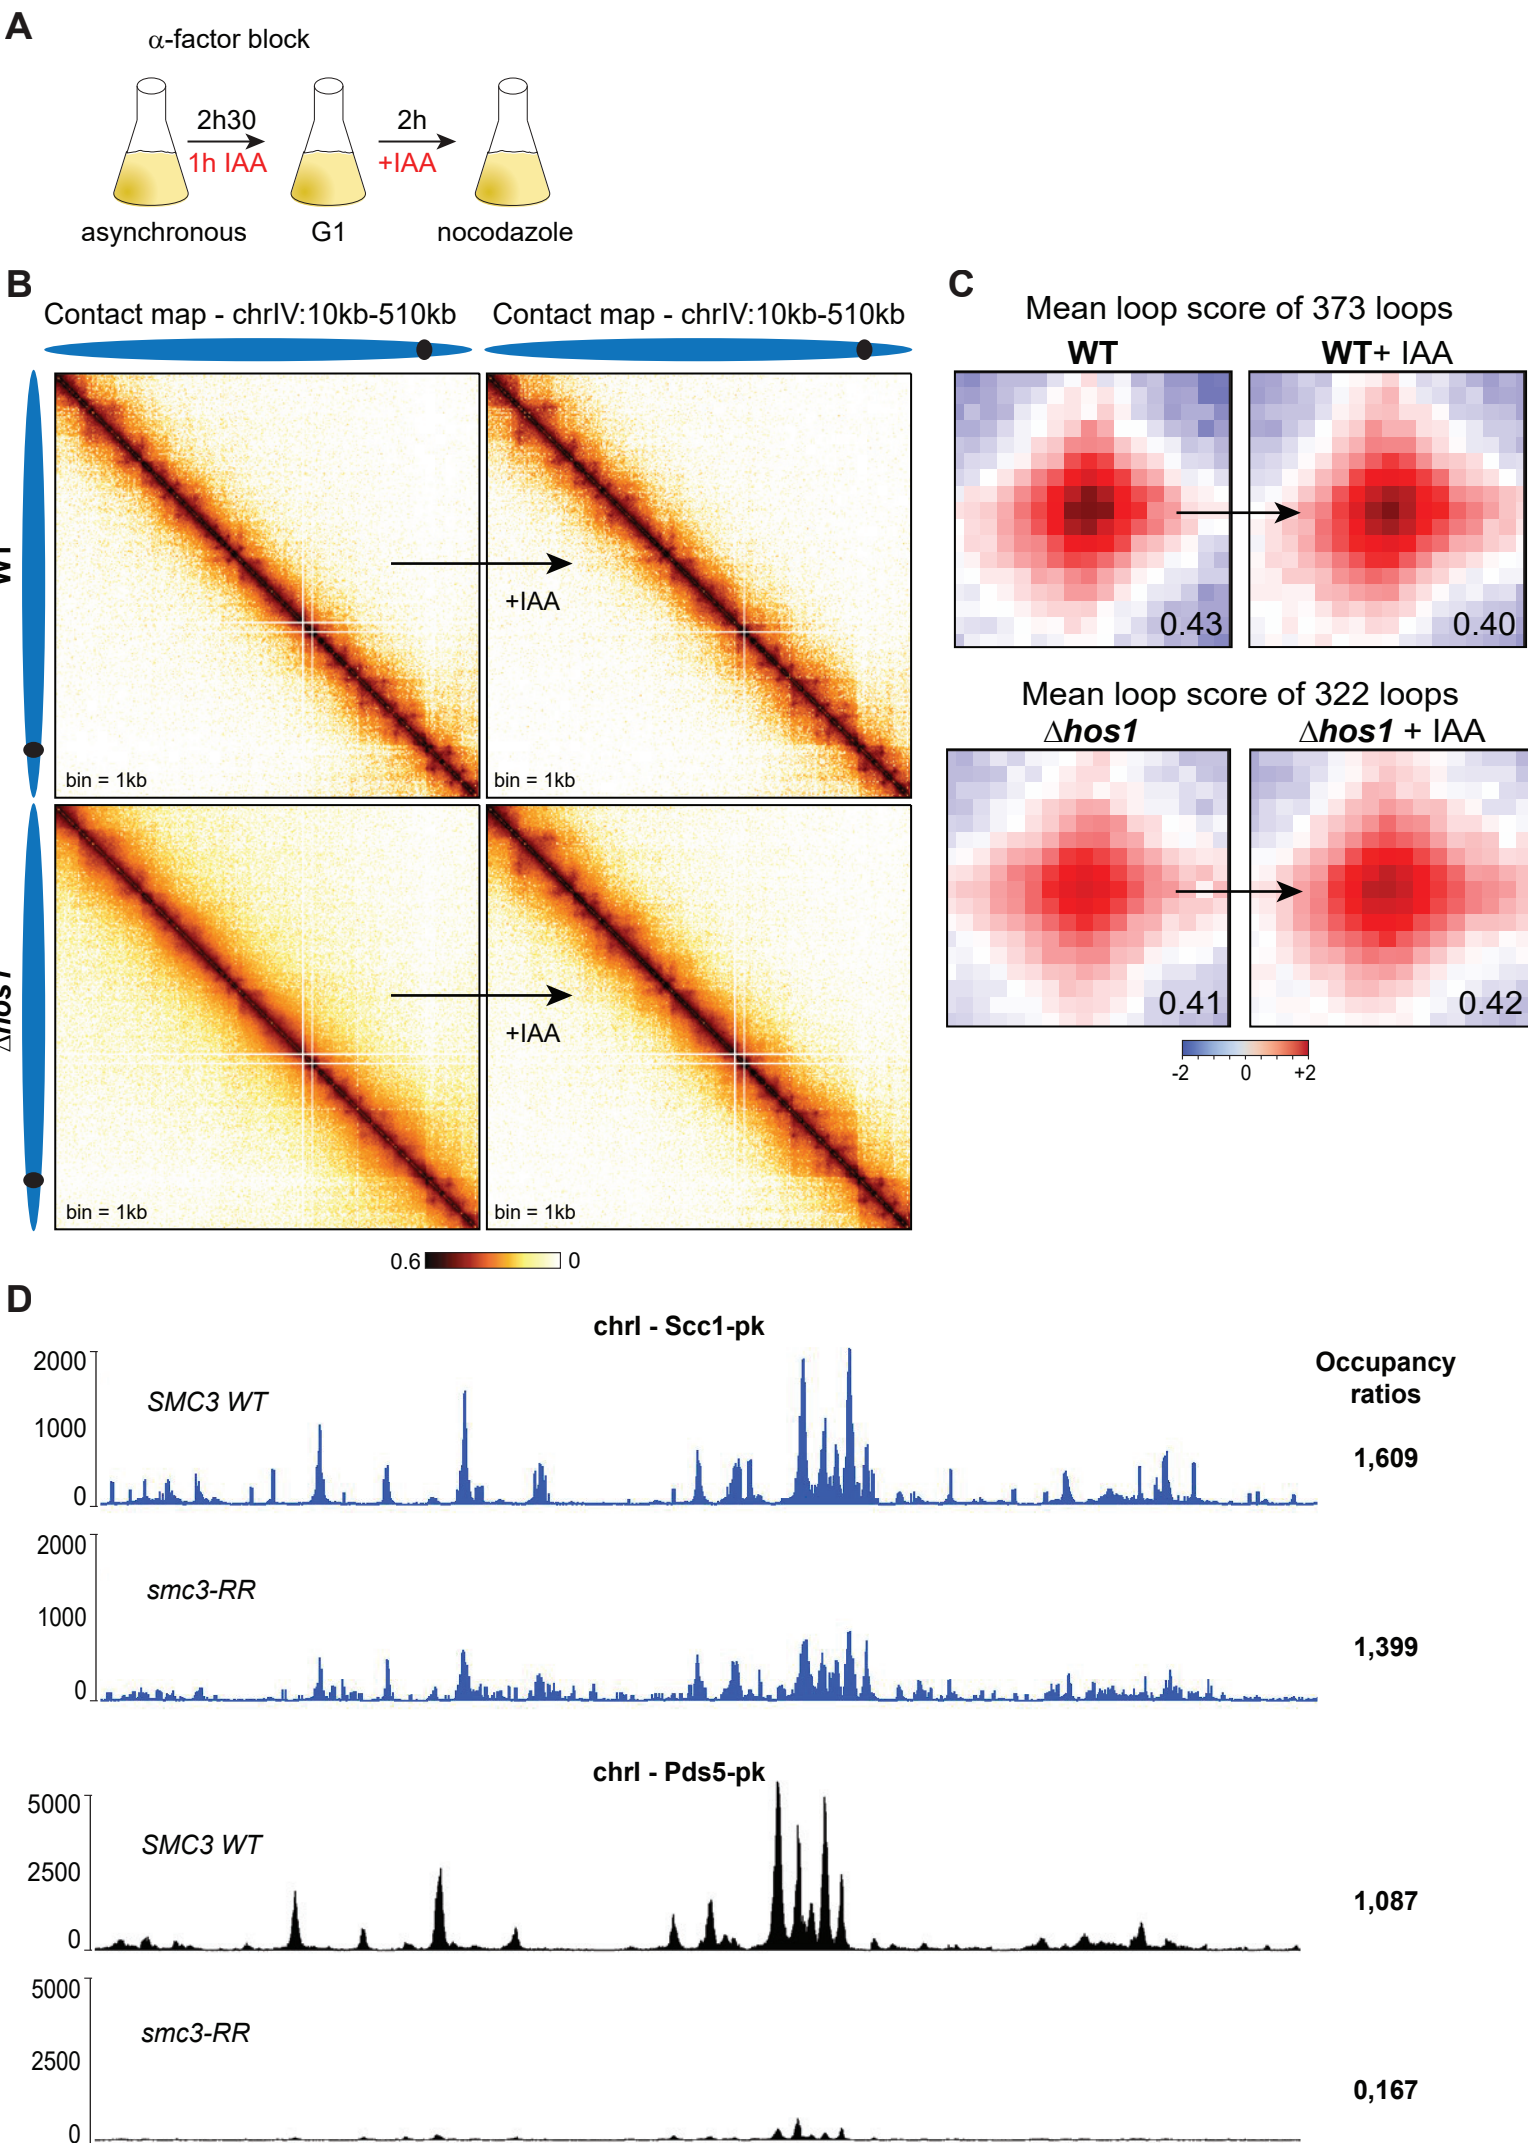 A
α-factor block
2h30
1h IAA
2h
+IAA
asynchronous
G1
nocodazole
B
Contact map - chrIV:10kb-510kb
Contact map - chrIV:10kb-510kb
WT
+IAA
bin = 1kb
bin = 1kb
Δhos1
+IAA
bin = 1kb
bin = 1kb
0.6
0
C
Mean loop score of 373 loops
WT
WT+ IAA
0.43
0.40
Mean loop score of 322 loops
Δhos1
Δhos1 + IAA
0.41
0.42
-2
0
+2
D
chrI - Scc1-pk
Occupancy
ratios
2000
1000
0
SMC3 WT
1,609
2000
1000
0
smc3-RR
1,399
chrI - Pds5-pk
5000
2500
0
SMC3 WT
1,087
5000
2500
0
smc3-RR
0,167